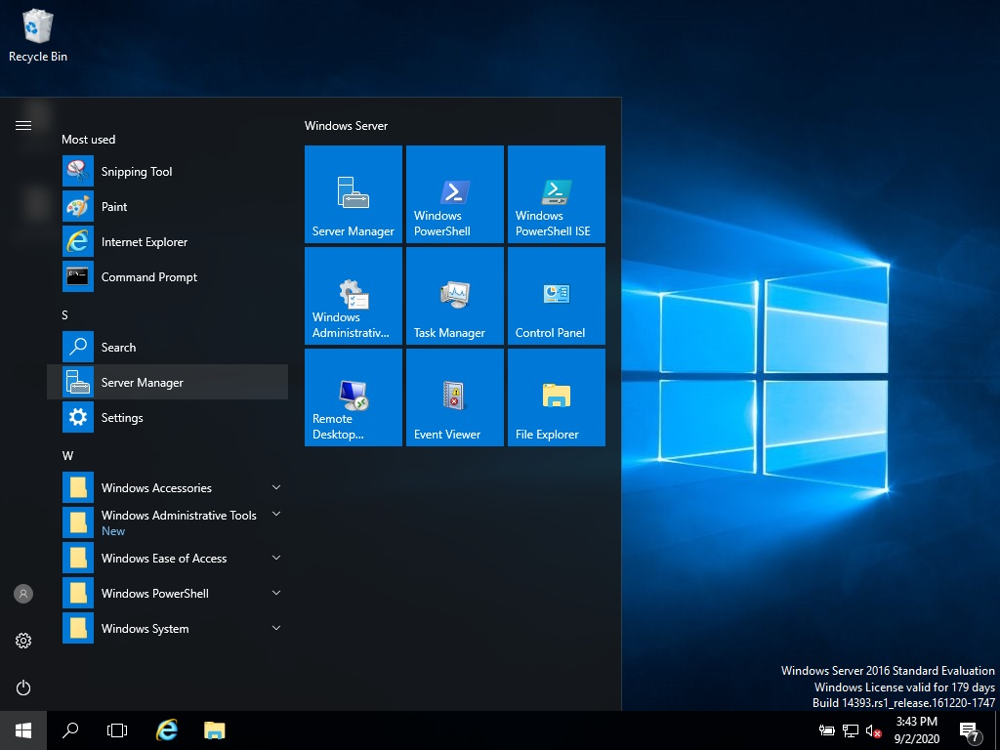 Recycle Bin
Most used
Snipping Tool
Paint
Internet Explorer
Command Prompt
S
Search
Server Manager
Settings
W
Windows Accessories
Windows Administrative Tools
New
Windows Ease of Access
Windows PowerShell
Windows System
Windows Server
Server Manager
Windows
PowerShell
Windows
PowerShell ISE
Windows
Administrativ...
Task Manager
Control Panel
Remote
Desktop...
Event Viewer
File Explorer
Windows Server 2016 Standard Evaluation
Windows License valid for 179 days
Build 14393.rs1_release.161220-1747
3:43 PM
9/2/2020
7